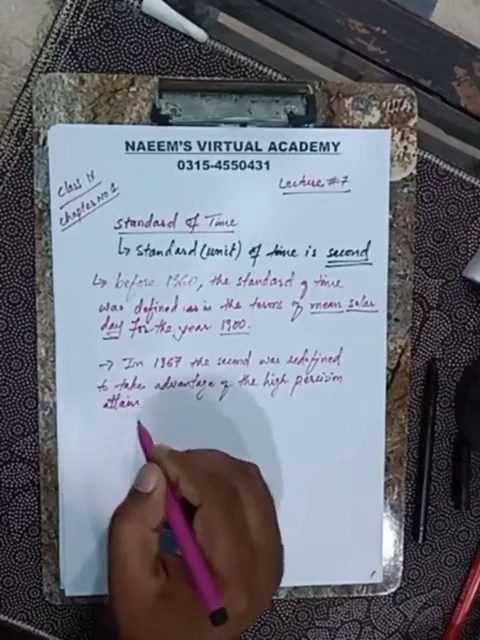 NAEEM'S VIRTUAL ACADEMY
0315-4550431
Lecture #7
Class IX
Chapter No 1
Standard of Time
↳ Standard (unit) of time is second
↳ before 1960, the standard of time
was defined in the terms of mean solar
day for the year 1900.
→ In 1967 the second was redefined
to take advantage of the high percision
attain